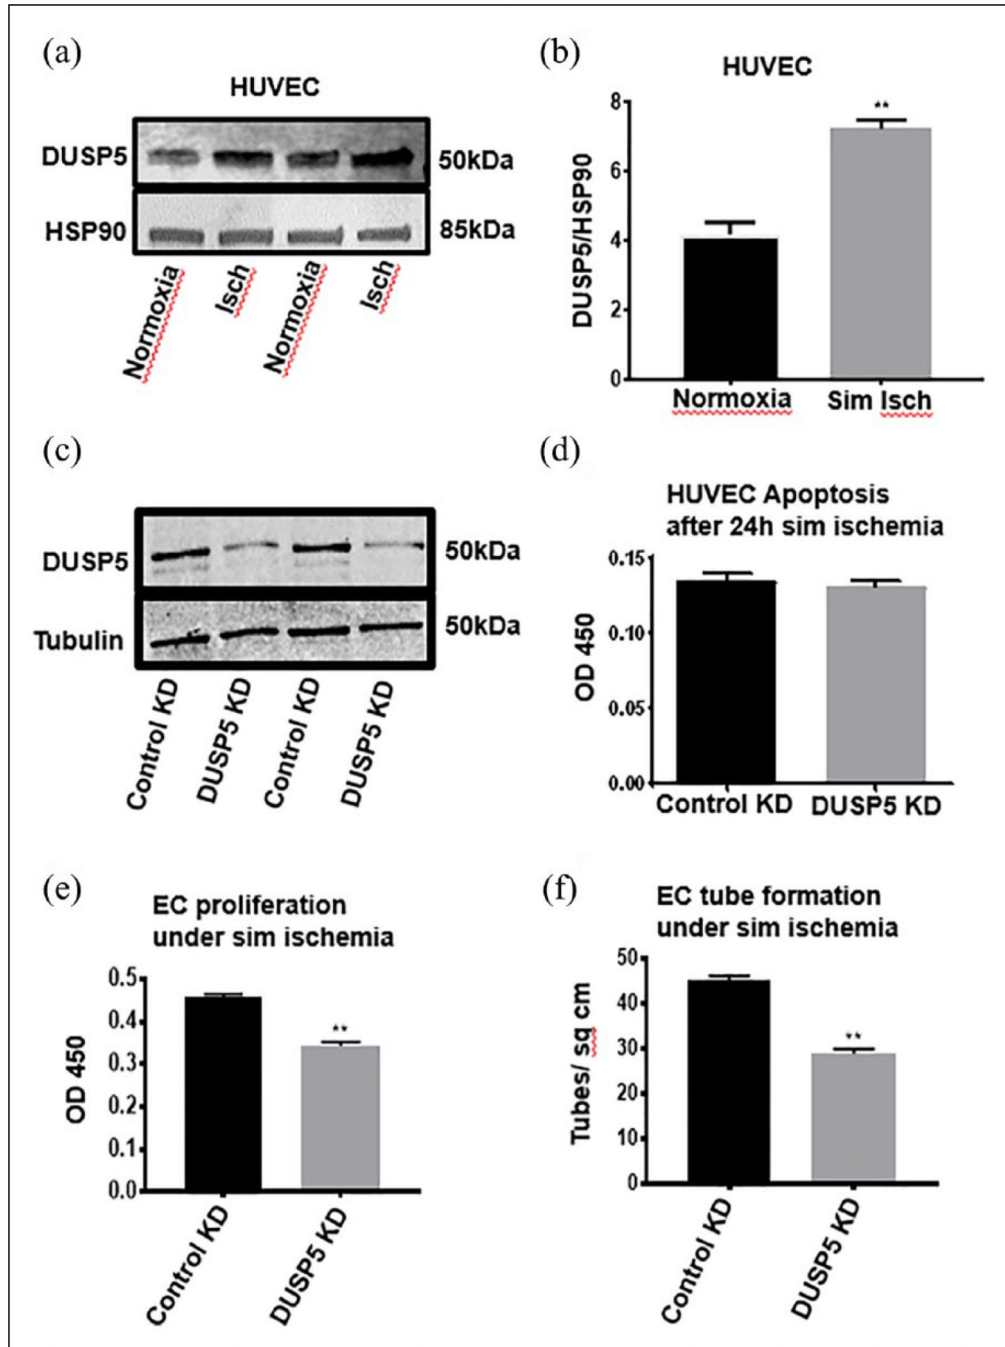 (a)
HUVEC
DUSP5
50kDa
HSP90
85kDa
Normoxia
Isch
Normoxia
Isch
(b)
HUVEC
DUSP5/HSP90
8
6
4
2
0
**
Normoxia
Sim Isch
(c)
DUSP5
50kDa
Tubulin
50kDa
Control KD
DUSP5 KD
Control KD
DUSP5 KD
(d)
HUVEC Apoptosis
after 24h sim ischemia
OD 450
0.15
0.10
0.05
0.00
Control KD
DUSP5 KD
(e)
EC proliferation
under sim ischemia
OD 450
0.5
0.4
0.3
0.2
0.1
0.0
**
Control KD
DUSP5 KD
(f)
EC tube formation
under sim ischemia
Tubes/ sq cm
50
40
30
20
10
0
**
Control KD
DUSP5 KD